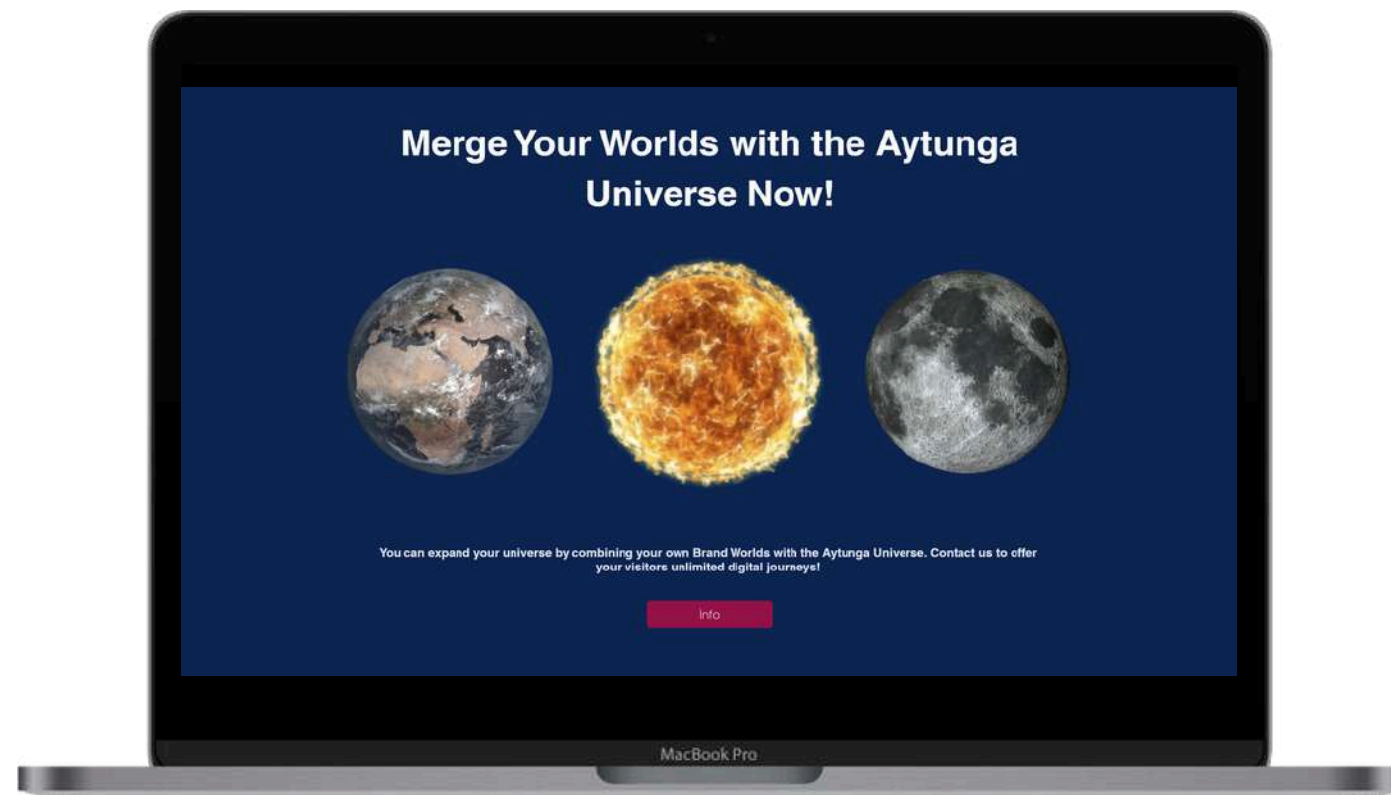 Merge Your Worlds with the Aytunga
Universe Now!
You can expand your universe by combining your own Brand Worlds with the Aytunga Universe. Contact us to offer
your visitors unlimited digital journeys!
Info
MacBook Pro